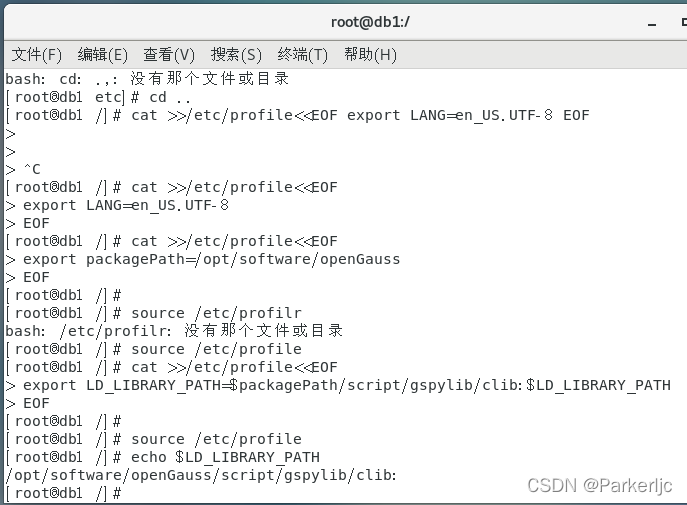 root@db1:/
文件(F) 编辑(E) 查看(V) 搜索(S) 终端(T) 帮助(H)
bash: cd: .,: 没有那个文件或目录
[root@db1 etc]# cd ..
[root@db1 /]# cat >>/etc/profile<<EOF export LANG=en_US.UTF-8 EOF
>
>
> ^C
[root@db1 /]# cat >>/etc/profile<<EOF
> export LANG=en_US.UTF-8
> EOF
[root@db1 /]# cat >>/etc/profile<<EOF
> export packagePath=/opt/software/openGauss
> EOF
[root@db1 /]#
[root@db1 /]# source /etc/profilr
bash: /etc/profilr: 没有那个文件或目录
[root@db1 /]# source /etc/profile
[root@db1 /]# cat >>/etc/profile<<EOF
> export LD_LIBRARY_PATH=$packagePath/script/gspylib/clib:$LD_LIBRARY_PATH
> EOF
[root@db1 /]#
[root@db1 /]# source /etc/profile
[root@db1 /]# echo $LD_LIBRARY_PATH
/opt/software/openGauss/script/gspylib/clib:
[root@db1 /]#
CSDN @Parkerljc